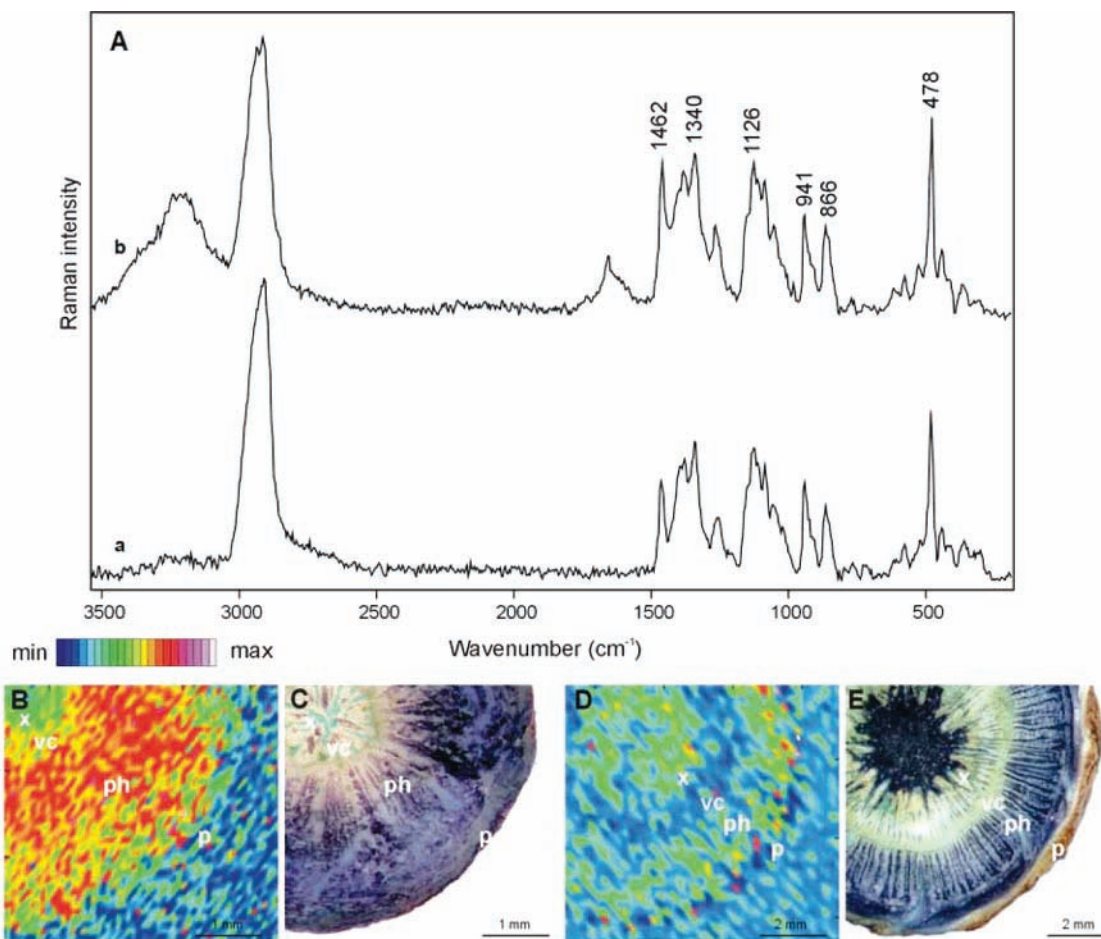 A
Raman intensity
1462
1340
1126
941
866
478
b
a
3500 3000 2500 2000 1500 1000 500
Wavenumber (cm⁻¹)
min max
B
x
vc
ph
p
1 mm
C
x
vc
ph
p
1 mm
D
x
vc
ph
p
2 mm
E
x
vc
ph
p
2 mm